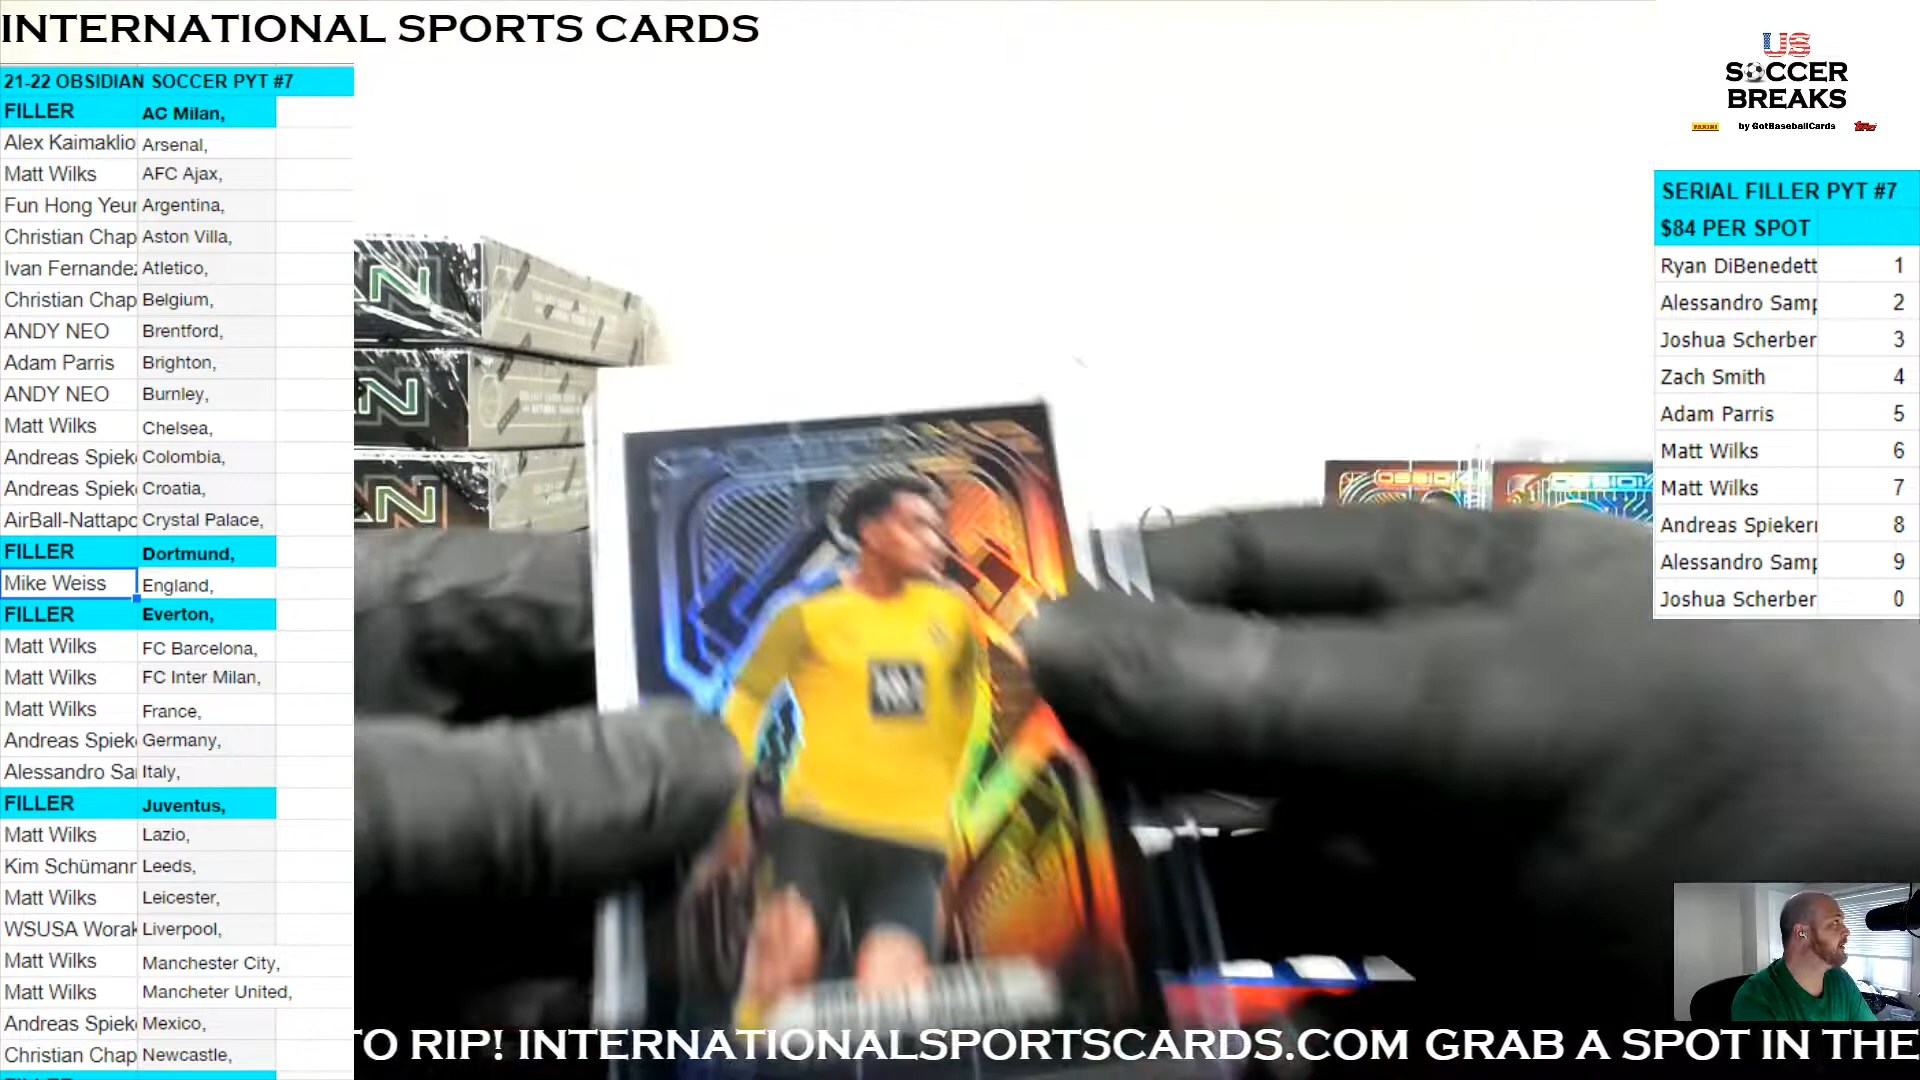 INTERNATIONAL SPORTS CARDS
21-22 OBSIDIAN SOCCER PYT #7
FILLER AC Milan,
Alex Kaimaklio Arsenal,
Matt Wilks AFC Ajax,
Fun Hong Yeur Argentina,
Christian Chap Aston Villa,
Ivan Fernandez Atletico,
Christian Chap Belgium,
ANDY NEO Brentford,
Adam Parris Brighton,
ANDY NEO Burnley,
Matt Wilks Chelsea,
Andreas Spiek Colombia,
Andreas Spiek Croatia,
AirBall-Nattapo Crystal Palace,
FILLER Dortmund,
Mike Weiss England,
FILLER Everton,
Matt Wilks FC Barcelona,
Matt Wilks FC Inter Milan,
Matt Wilks France,
Andreas Spiek Germany,
Alessandro Sa Italy,
FILLER Juventus,
Matt Wilks Lazio,
Kim Schümann Leeds,
Matt Wilks Leicester,
WSUSA Worak Liverpool,
Matt Wilks Manchester City,
Matt Wilks Mancheter United,
Andreas Spiek Mexico,
Christian Chap Newcastle,
US
SOCCER
BREAKS
PANINI by GotBaseballCards Topps
SERIAL FILLER PYT #7
$84 PER SPOT
Ryan DiBenedett 1
Alessandro Samp 2
Joshua Scherber 3
Zach Smith 4
Adam Parris 5
Matt Wilks 6
Matt Wilks 7
Andreas Spieker 8
Alessandro Samp 9
Joshua Scherber 0
TO RIP! INTERNATIONALSPORTSCARDS.COM GRAB A SPOT IN THE